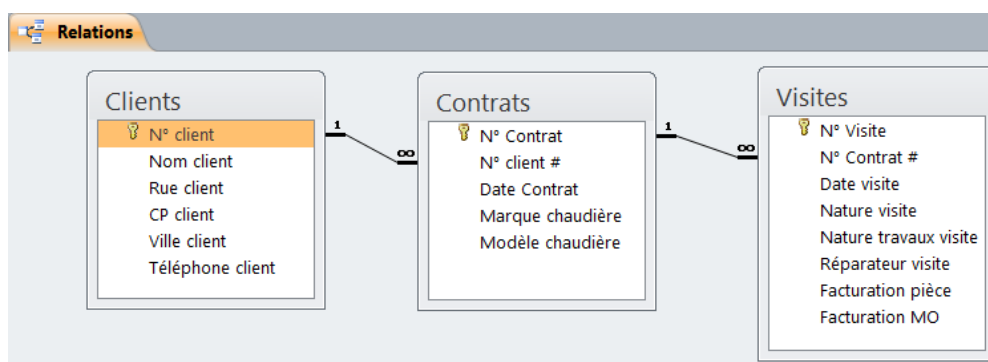 Relations
Clients
N° client
Nom client
Rue client
CP client
Ville client
Téléphone client
1
∞
Contrats
N° Contrat
N° client #
Date Contrat
Marque chaudière
Modèle chaudière
1
∞
Visites
N° Visite
N° Contrat #
Date visite
Nature visite
Nature travaux visite
Réparateur visite
Facturation pièce
Facturation MO